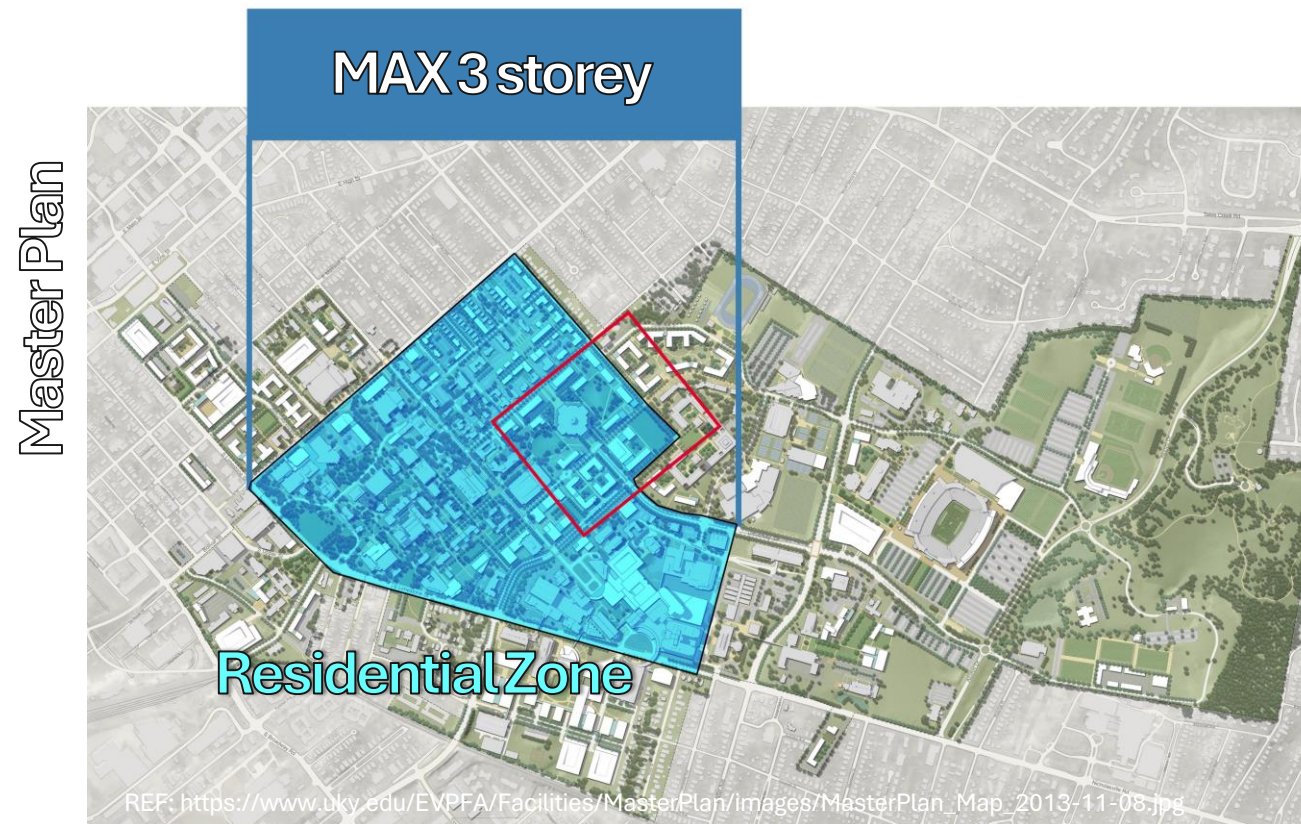 MAX 3 storey
Master Plan
Residential Zone
REF: https://www.uky.edu/EVPFA/Facilities/MasterPlan/images/MasterPlan_Map_2013-11-08.jpg